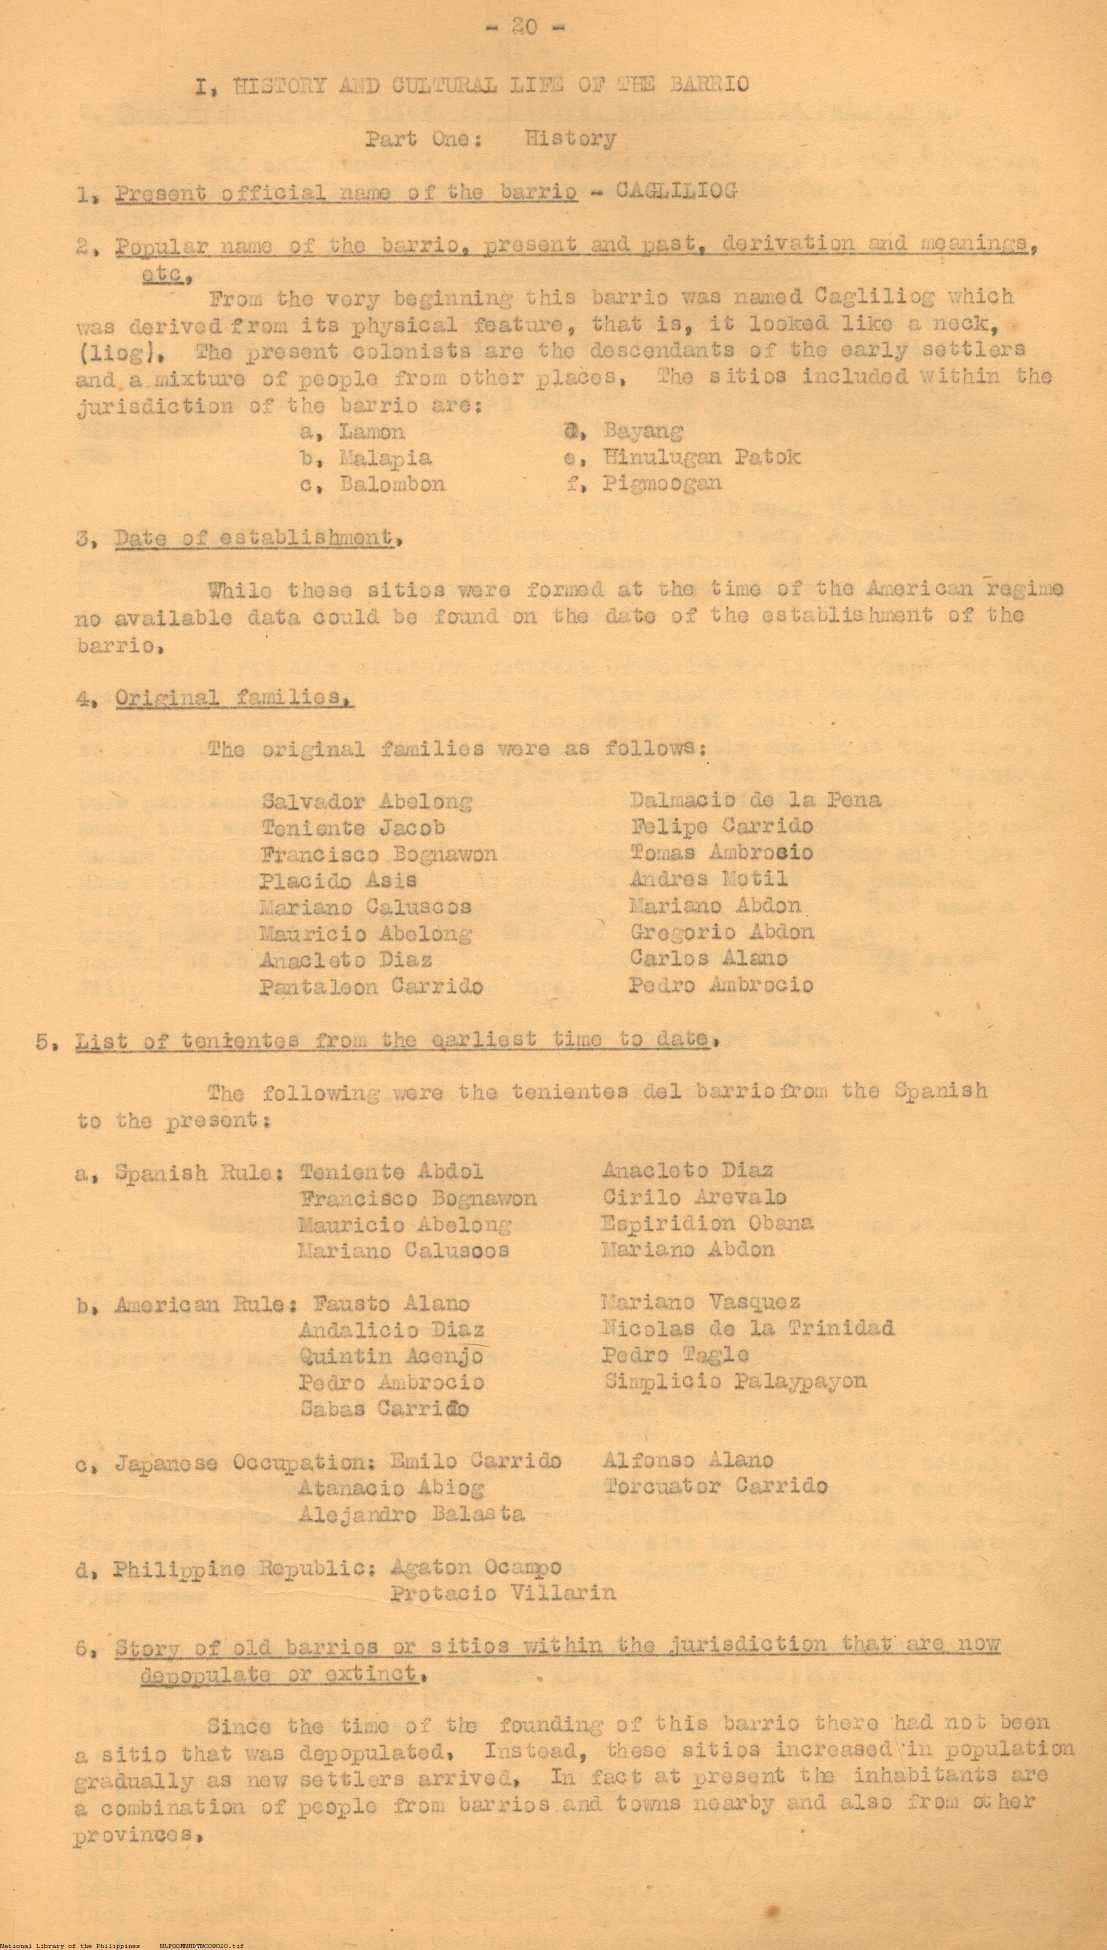 - 20 -
I. HISTORY AND CULTURAL LIFE OF THE BARRIO
Part One: History
1. Present official name of the barrio - CAGLILIOG
2. Popular name of the barrio, present and past, derivation and meanings,
etc.
From the very beginning this barrio was named Cagliliog which
was derived from its physical feature, that is, it looked like a neck,
(liog). The present colonists are the descendants of the early settlers
and a mixture of people from other places. The sitios included within the
jurisdiction of the barrio are:
a. Lamon d. Bayang
b. Malapia e. Hinulugan Patok
c. Balombon f. Pigmoogan
3. Date of establishment.
While these sitios were formed at the time of the American regime
no available data could be found on the date of the establishment of the
barrio.
4. Original families.
The original families were as follows:
Salvador Abelong Dalmacio de la Pena
Teniente Jacob Felipe Carrido
Francisco Bognawon Tomas Ambrocio
Placido Asis Andres Motil
Mariano Caluscos Mariano Abdon
Mauricio Abelong Gregorio Abdon
Anacleto Diaz Carlos Alano
Pantaleon Carrido Pedro Ambrocio
5. List of tenientes from the earliest time to date.
The following were the tenientes del barrio from the Spanish
to the present:
a. Spanish Rule: Teniente Abdol Anacleto Diaz
Francisco Bognawon Cirilo Arevalo
Mauricio Abelong Espiridion Obana
Mariano Caluscos Mariano Abdon
b. American Rule: Fausto Alano Mariano Vasquez
Andalicio Diaz Nicolas de la Trinidad
Quintin Acenjo Pedro Tagle
Pedro Ambrocio Simplicio Palaypayon
Sabas Carrido
c. Japanese Occupation: Emilo Carrido Alfonso Alano
Atanacio Abiog Torcuator Carrido
Alejandro Balasta
d. Philippine Republic: Agaton Ocampo
Protacio Villarin
6. Story of old barrios or sitios within the jurisdiction that are now
depopulate or extinct.
Since the time of the founding of this barrio there had not been
a sitio that was depopulated. Instead, these sitios increased in population
gradually as new settlers arrived. In fact at present the inhabitants are
a combination of people from barrios and towns nearby and also from other
provinces.
National Library of the Philippines